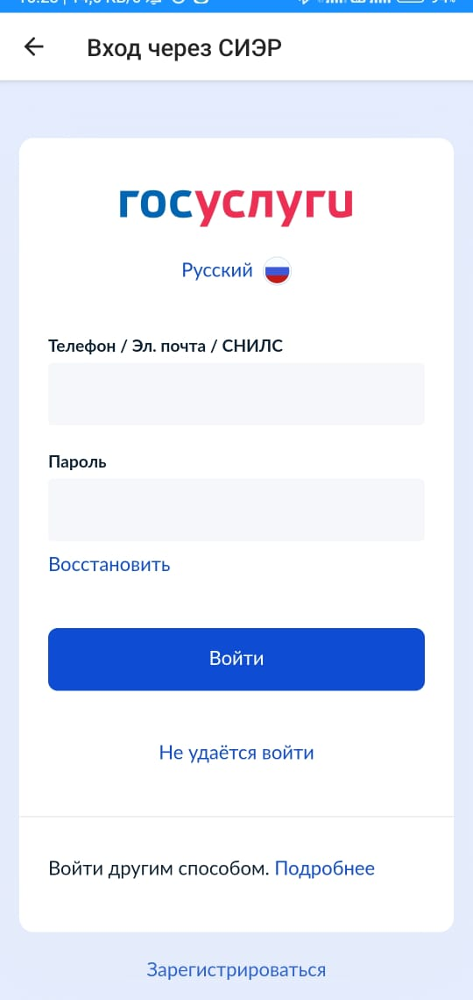 Вход через СИЭР
госуслуги
Русский
Телефон / Эл. почта / СНИЛС
Пароль
Восстановить
Войти
Не удаётся войти
Войти другим способом. Подробнее
Зарегистрироваться